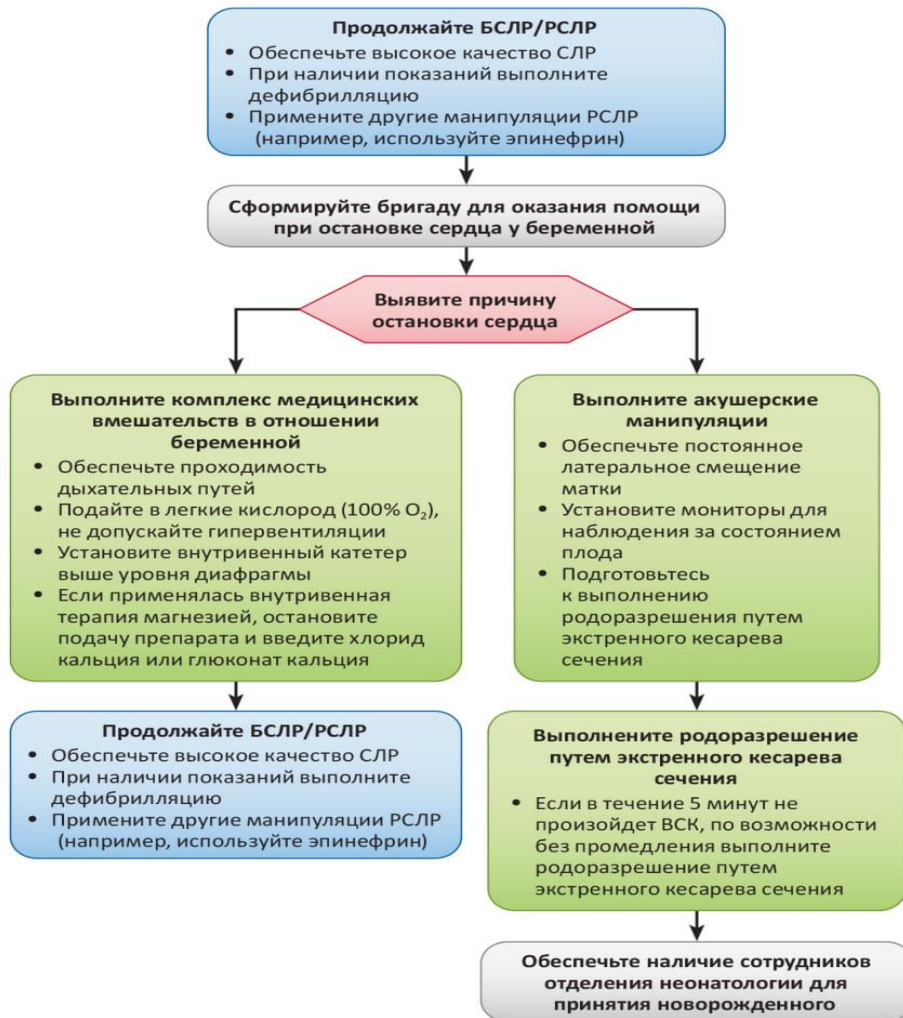 Продолжайте БСЛР/РСЛР
• Обеспечьте высокое качество СЛР
• При наличии показаний выполните
дефибрилляцию
• Примените другие манипуляции РСЛР
(например, используйте эпинефрин)
Сформируйте бригаду для оказания помощи
при остановке сердца у беременной
Выявите причину
остановки сердца
Выполните комплекс медицинских
вмешательств в отношении
беременной
• Обеспечьте проходимость
дыхательных путей
• Подайте в легкие кислород (100% O₂),
не допускайте гипервентиляции
• Установите внутривенный катетер
выше уровня диафрагмы
• Если применялась внутривенная
терапия магнезией, остановите
подачу препарата и введите хлорид
кальция или глюконат кальция
Продолжайте БСЛР/РСЛР
• Обеспечьте высокое качество СЛР
• При наличии показаний выполните
дефибрилляцию
• Примените другие манипуляции РСЛР
(например, используйте эпинефрин)
Выполните акушерские
манипуляции
• Обеспечьте постоянное
латеральное смещение
матки
• Установите мониторы для
наблюдения за состоянием
плода
• Подготовьтесь
к выполнению
родоразрешения путем
экстренного кесарева
сечения
Выполнените родоразрешение
путем экстренного кесарева
сечения
• Если в течение 5 минут не
произойдет ВСК, по возможности
без промедления выполните
родоразрешение путем
экстренного кесарева сечения
Обеспечьте наличие сотрудников
отделения неонатологии для
принятия новорожденного